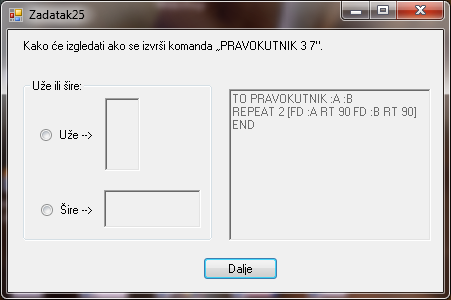 Zadatak25
Kako će izgledati ako se izvrši komanda „PRAVOKUTNIK 3 7".
Uže ili šire:
Uže -->
Šire -->
TO PRAVOKUTNIK :A :B
REPEAT 2 [FD :A RT 90 FD :B RT 90]
END
Dalje